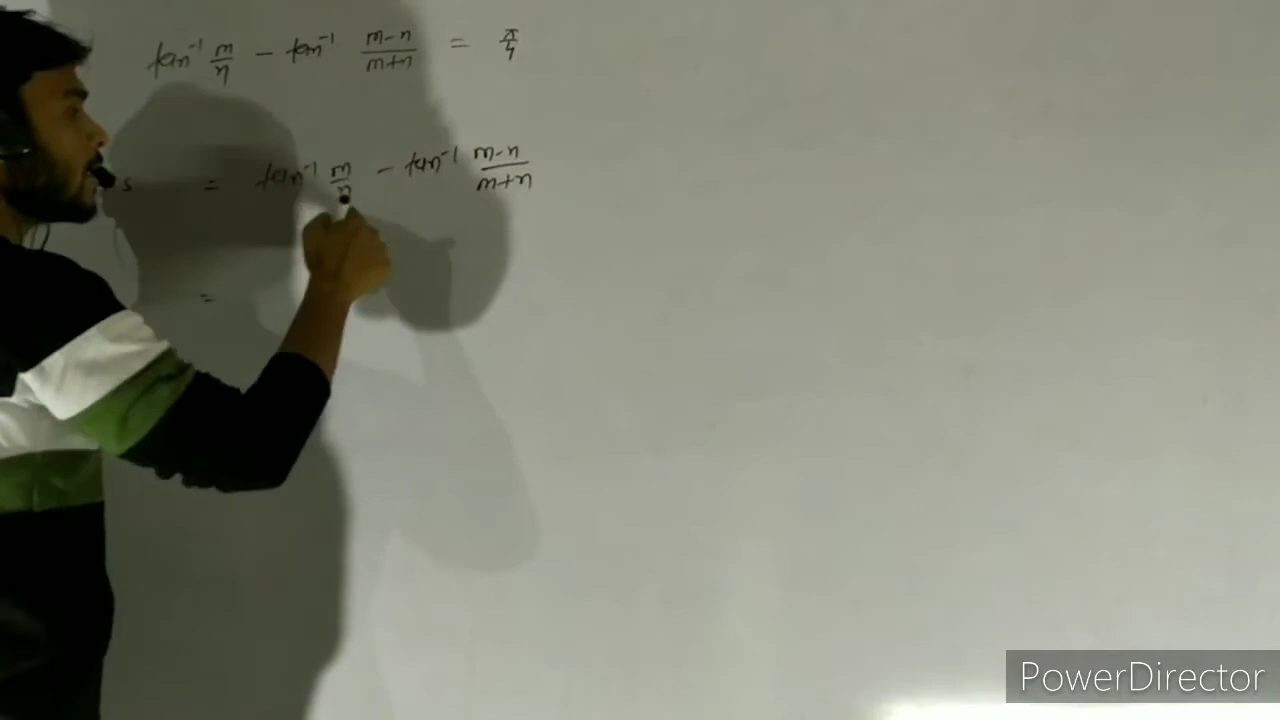 tan⁻¹ m/n − tan⁻¹ (m−n)/(m+n) = π/4
s = tan⁻¹ m/n − tan⁻¹ (m−n)/(m+n)
=
PowerDirector